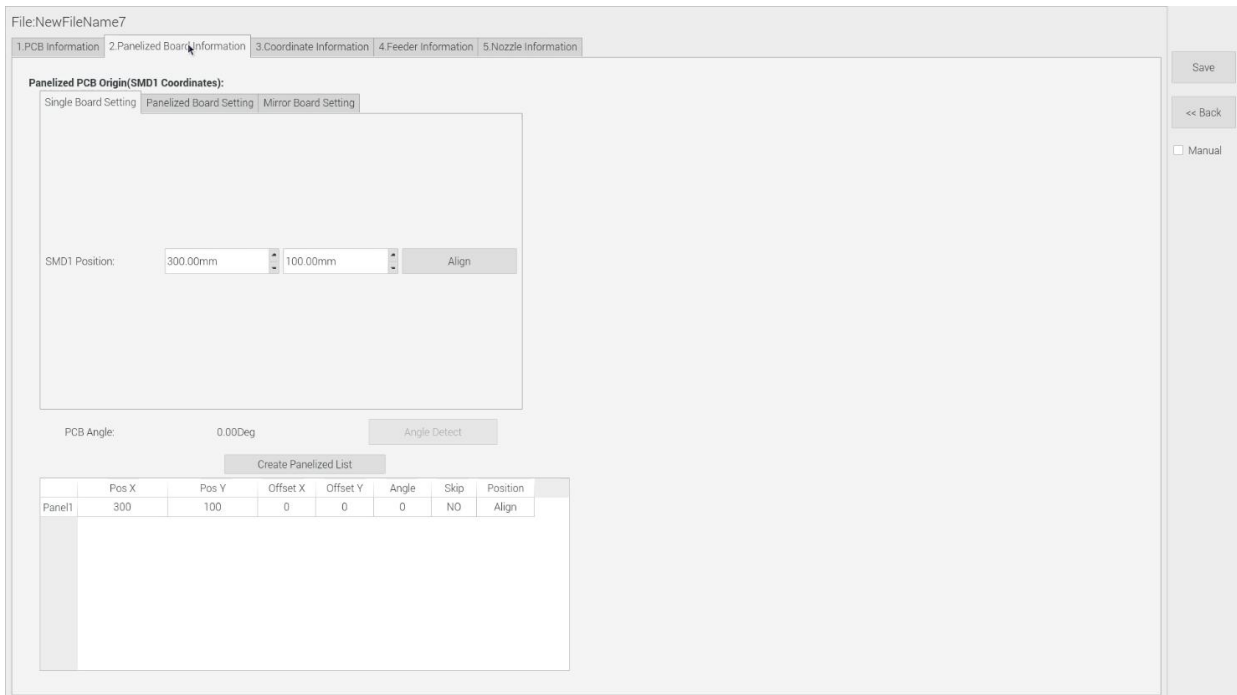 File:NewFileName7
1.PCB Information 2.Panelized Board Information 3.Coordinate Information 4.Feeder Information 5.Nozzle Information
Save
<< Back
Manual
Panelized PCB Origin(SMD1 Coordinates):
Single Board Setting Panelized Board Setting Mirror Board Setting
SMD1 Position: 300.00mm 100.00mm Align
PCB Angle: 0.00Deg Angle Detect
Create Panelized List
Pos X Pos Y Offset X Offset Y Angle Skip Position
Panel1 300 100 0 0 0 NO Align